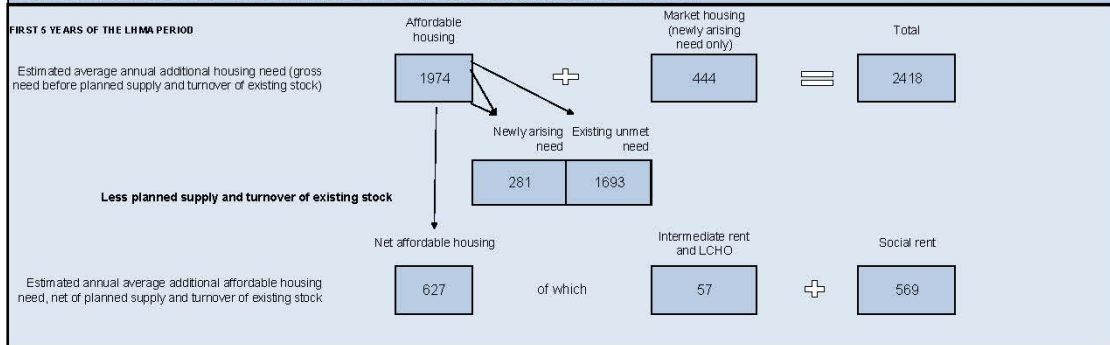 FIRST 5 YEARS OF THE LHMA PERIOD
Affordable
housing
Market housing
(newly arising
need only)
Total
Estimated average annual additional housing need (gross
need before planned supply and turnover of existing stock)
1974
444
2418
Newly arising
need
Existing unmet
need
281
1693
Less planned supply and turnover of existing stock
Net affordable housing
Intermediate rent
and LCHO
Social rent
Estimated annual average additional affordable housing
need, net of planned supply and turnover of existing stock
627
of which
57
569